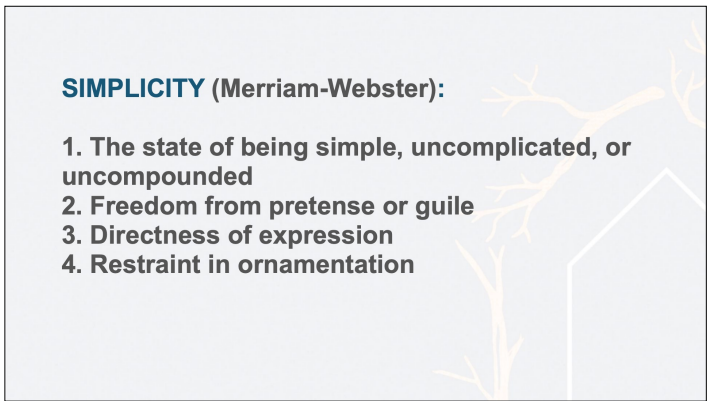 SIMPLICITY (Merriam-Webster):
1. The state of being simple, uncomplicated, or
uncompounded
2. Freedom from pretense or guile
3. Directness of expression
4. Restraint in ornamentation